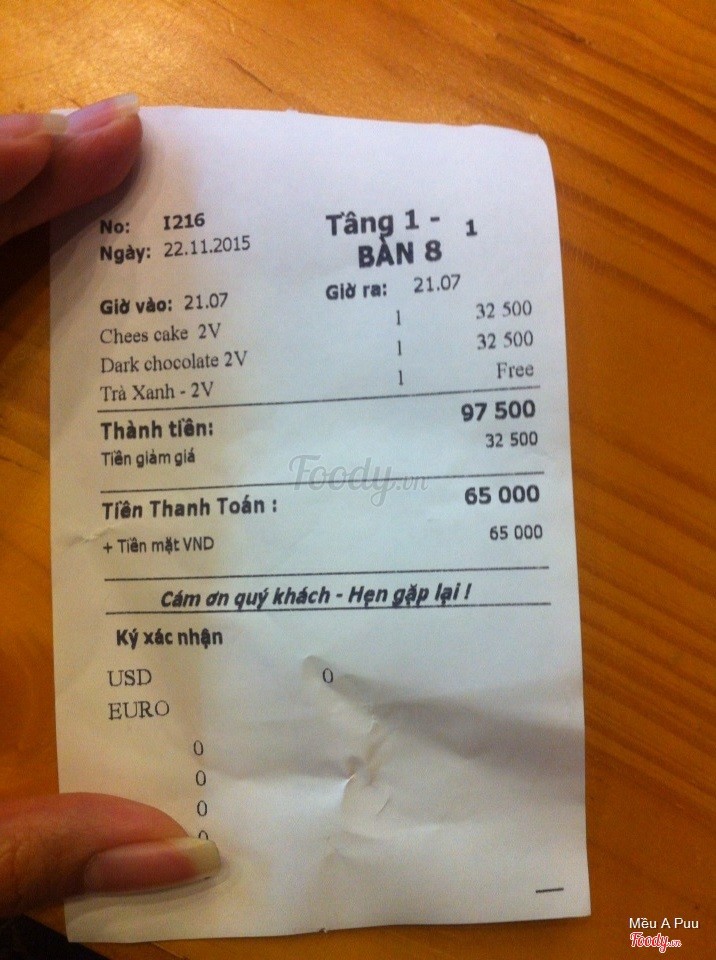 No: I216 Tầng 1 - 1
Ngày: 22.11.2015 BÀN 8
Giờ vào: 21.07 Giờ ra: 21.07
Chees cake 2V 1 32 500
Dark chocolate 2V 1 32 500
Trà Xanh - 2V 1 Free
Thành tiền: 97 500
Tiền giảm giá 32 500
Foody.vn
Tiền Thanh Toán : 65 000
+ Tiền mặt VND 65 000
Cám ơn quý khách - Hẹn gặp lại !
Ký xác nhận
USD 0
EURO
0
0
0
0
Mều A Puu
Foody.vn